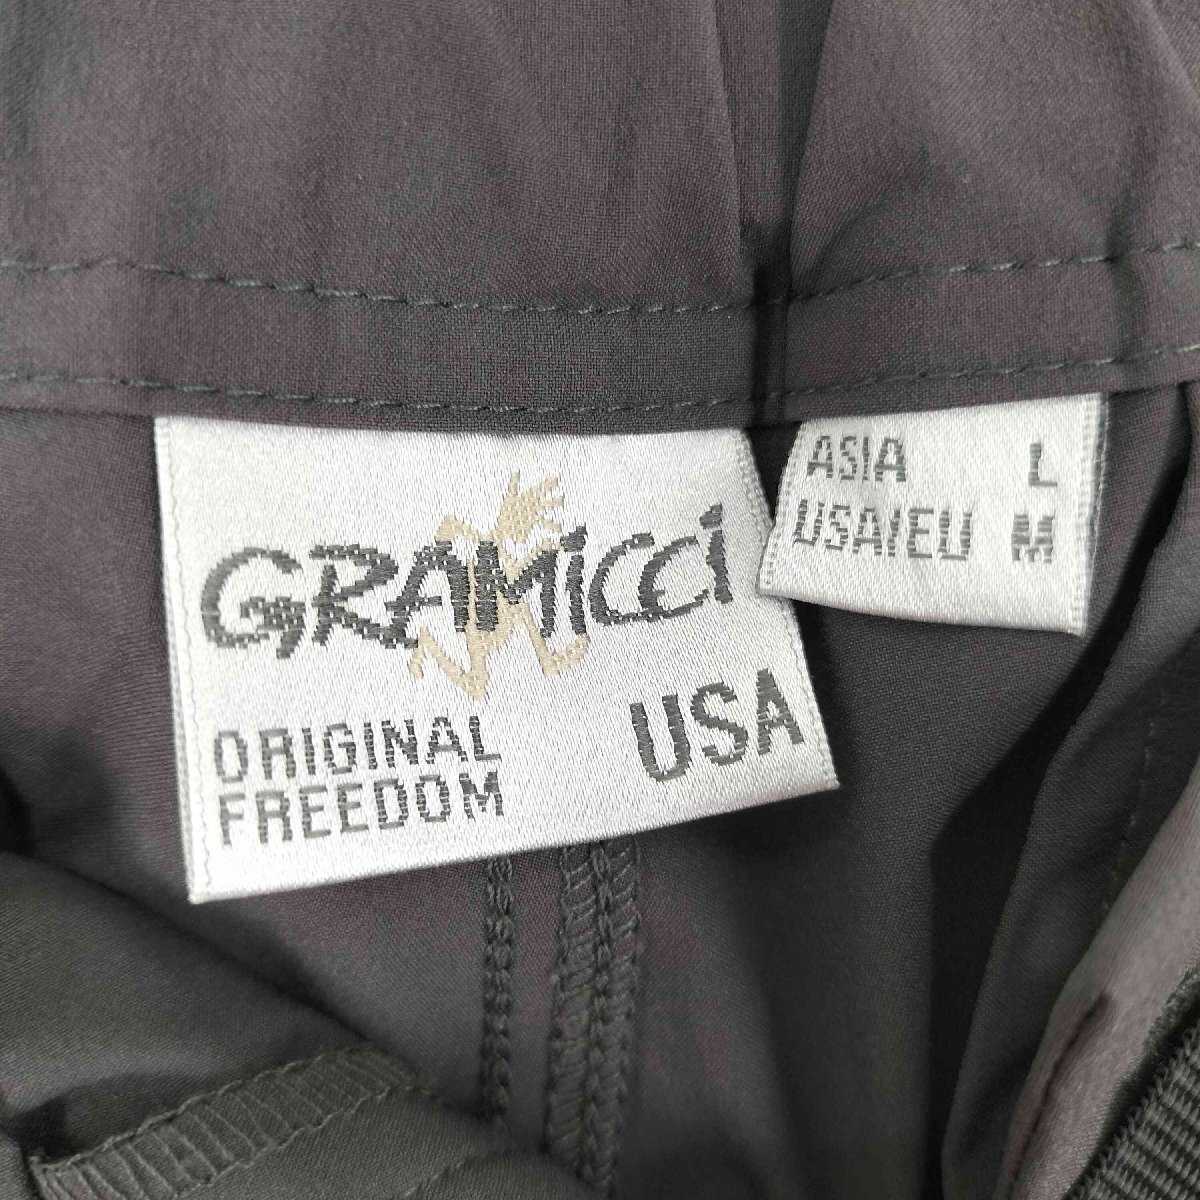 GRAMiCCi
ORIGINAL
FREEDOM
USA
ASIA L
USA/EU M